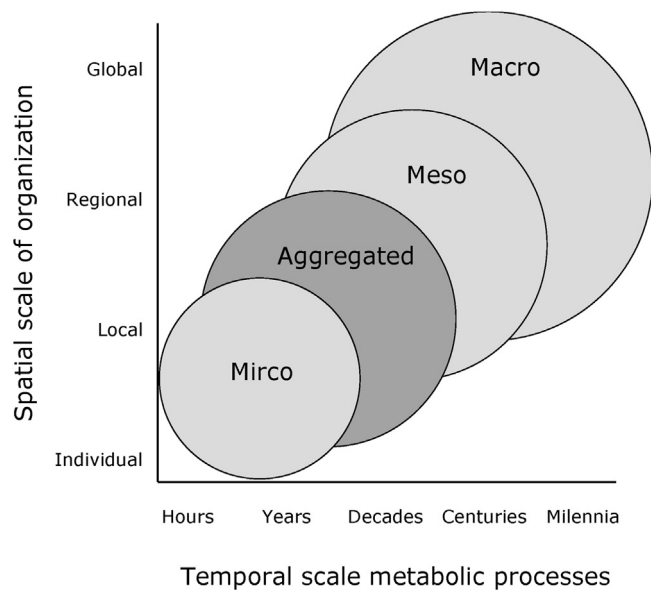 Spatial scale of organization
Global
Regional
Local
Individual
Macro
Meso
Aggregated
Mirco
Hours Years Decades Centuries Milennia
Temporal scale metabolic processes